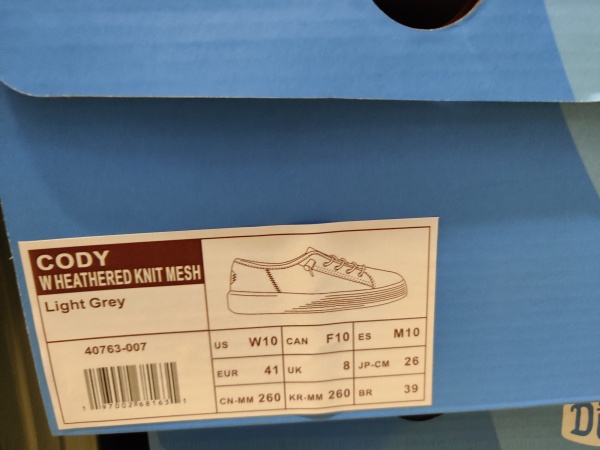 CODY
W HEATHERED KNIT MESH
Light Grey
40763-007
US W10 CAN F10 ES M10
EUR 41 UK 8 JP-CM 26
CN-MM 260 KR-MM 260 BR 39